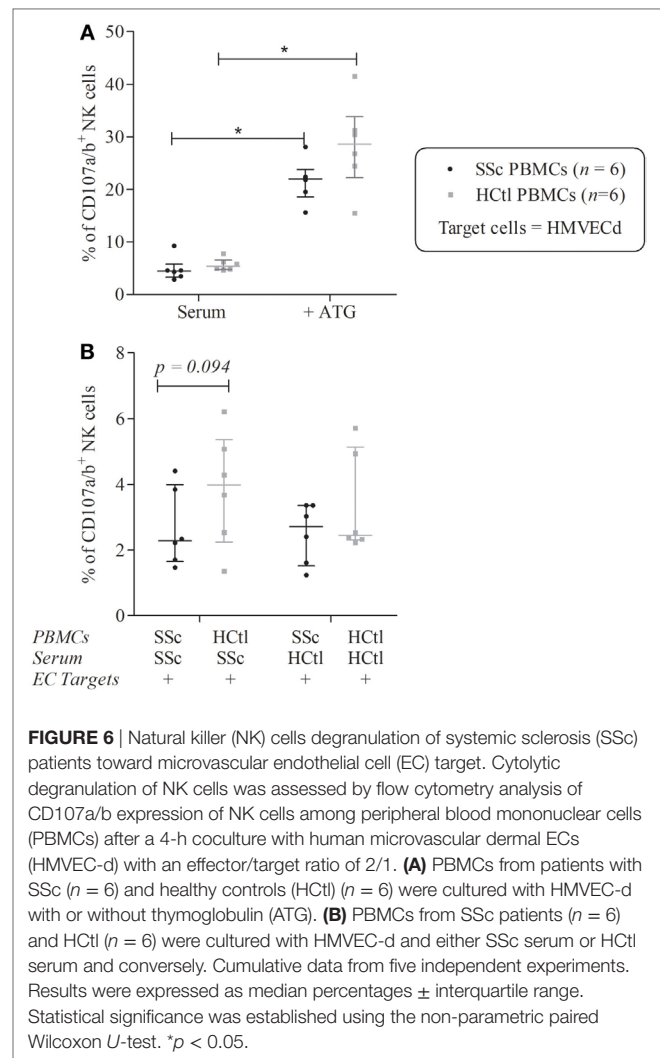 A
50
40
30
20
10
0
% of CD107a/b⁺ NK cells
*
*
Serum
+ ATG
SSc PBMCs (n = 6)
HCtl PBMCs (n=6)
Target cells = HMVECd
B
8
6
4
2
0
% of CD107a/b⁺ NK cells
p = 0.094
PBMCs SSc HCtl SSc HCtl
Serum SSc SSc HCtl HCtl
EC Targets + + + +
FIGURE 6 | Natural killer (NK) cells degranulation of systemic sclerosis (SSc)
patients toward microvascular endothelial cell (EC) target. Cytolytic
degranulation of NK cells was assessed by flow cytometry analysis of
CD107a/b expression of NK cells among peripheral blood mononuclear cells
(PBMCs) after a 4-h coculture with human microvascular dermal ECs
(HMVEC-d) with an effector/target ratio of 2/1. (A) PBMCs from patients with
SSc (n = 6) and healthy controls (HCtl) (n = 6) were cultured with HMVEC-d
with or without thymoglobulin (ATG). (B) PBMCs from SSc patients (n = 6)
and HCtl (n = 6) were cultured with HMVEC-d and either SSc serum or HCtl
serum and conversely. Cumulative data from five independent experiments.
Results were expressed as median percentages ± interquartile range.
Statistical significance was established using the non-parametric paired
Wilcoxon U-test. *p < 0.05.